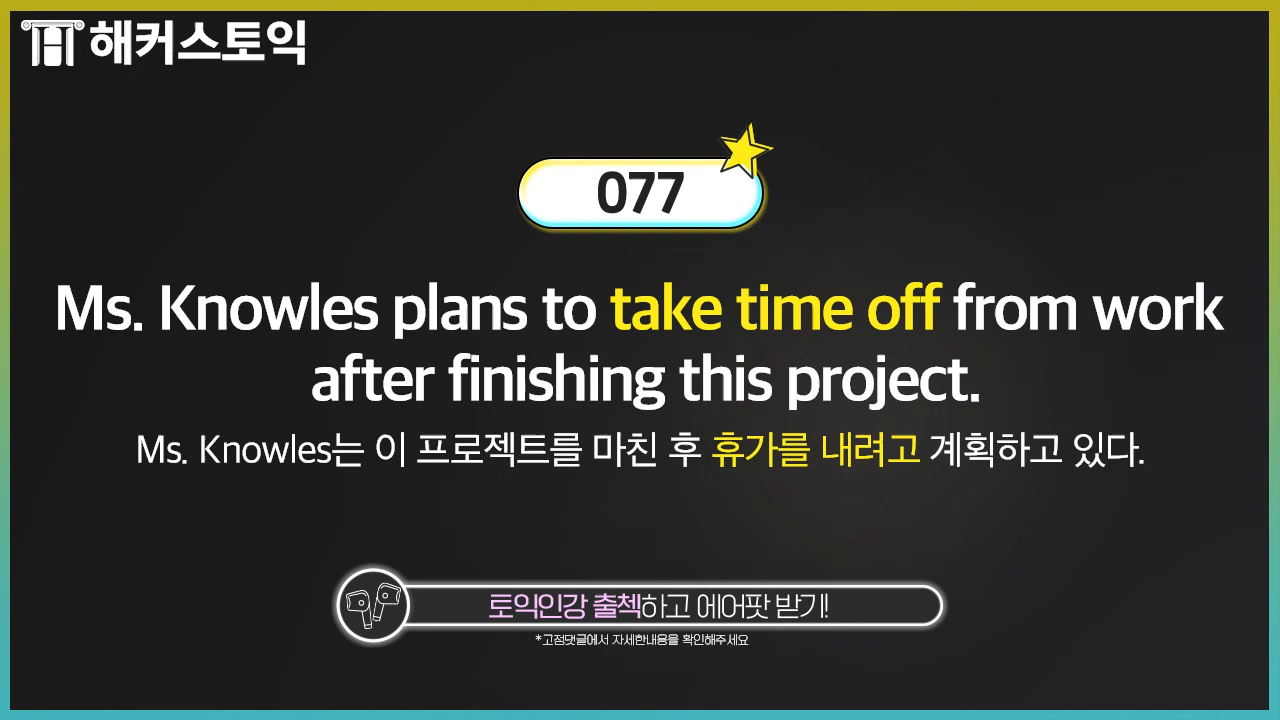 해커스토익
077
Ms. Knowles plans to take time off from work
after finishing this project.
Ms. Knowles는 이 프로젝트를 마친 후 휴가를 내려고 계획하고 있다.
토익인강 출첵하고 에어팟 받기!
*고정댓글에서 자세한내용을 확인해주세요